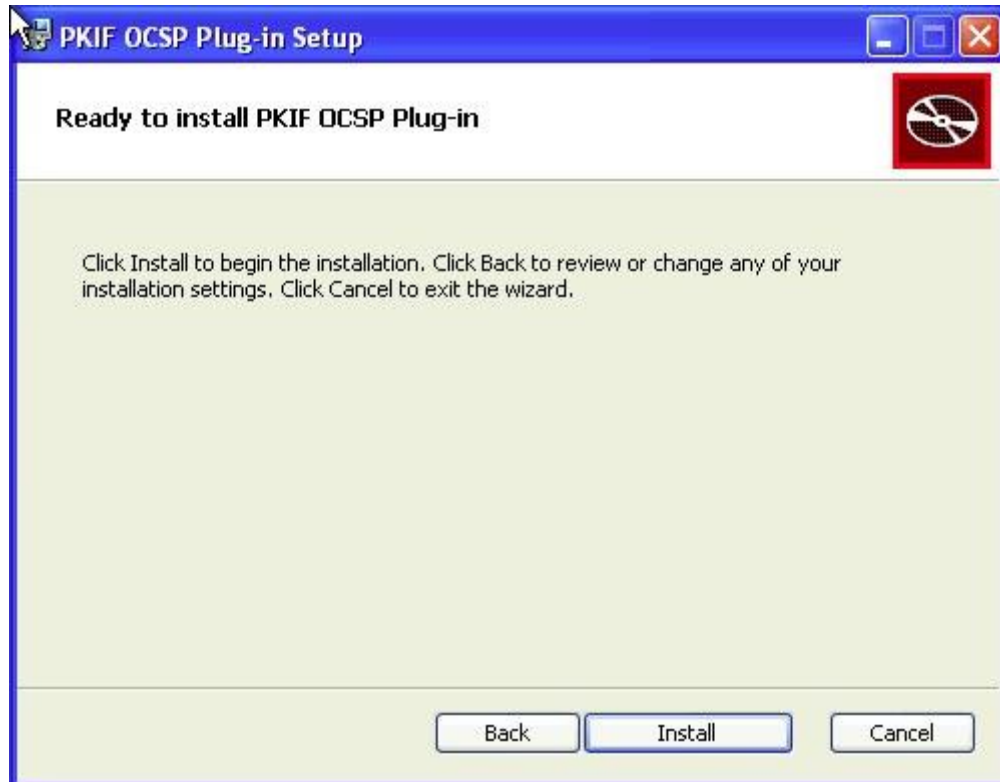 PKIF OCSP Plug-in Setup
Ready to install PKIF OCSP Plug-in
Click Install to begin the installation. Click Back to review or change any of your
installation settings. Click Cancel to exit the wizard.
Back
Install
Cancel